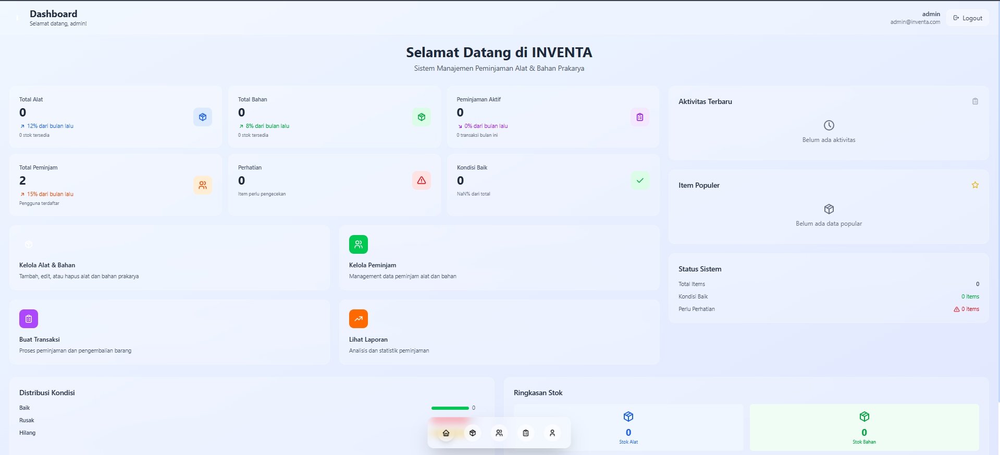 Dashboard
Selamat datang, admin!
admin
admin@inventa.com
Logout
Selamat Datang di INVENTA
Sistem Manajemen Peminjaman Alat & Bahan Prakarya
Total Alat
0
12% dari bulan lalu
0 stok tersedia
Total Bahan
0
8% dari bulan lalu
0 stok tersedia
Peminjaman Aktif
0
0% dari bulan lalu
0 transaksi bulan ini
Total Peminjam
2
15% dari bulan lalu
Pengguna terdaftar
Perhatian
0
Item perlu pengecekan
Kondisi Baik
0
NaN% dari total
Kelola Alat & Bahan
Tambah, edit, atau hapus alat dan bahan prakarya
Kelola Peminjam
Management data peminjam alat dan bahan
Buat Transaksi
Proses peminjaman dan pengembalian barang
Lihat Laporan
Analisis dan statistik peminjaman
Aktivitas Terbaru
Belum ada aktivitas
Item Populer
Belum ada data popular
Status Sistem
Total Items 0
Kondisi Baik 0 items
Perlu Perhatian 0 items
Distribusi Kondisi
Baik 0
Rusak
Hilang
Ringkasan Stok
0
Stok Alat
0
Stok Bahan